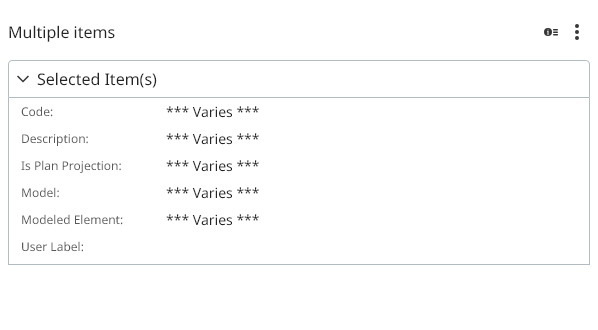 Multiple items
Selected Item(s)
Code: *** Varies ***
Description: *** Varies ***
Is Plan Projection: *** Varies ***
Model: *** Varies ***
Modeled Element: *** Varies ***
User Label: